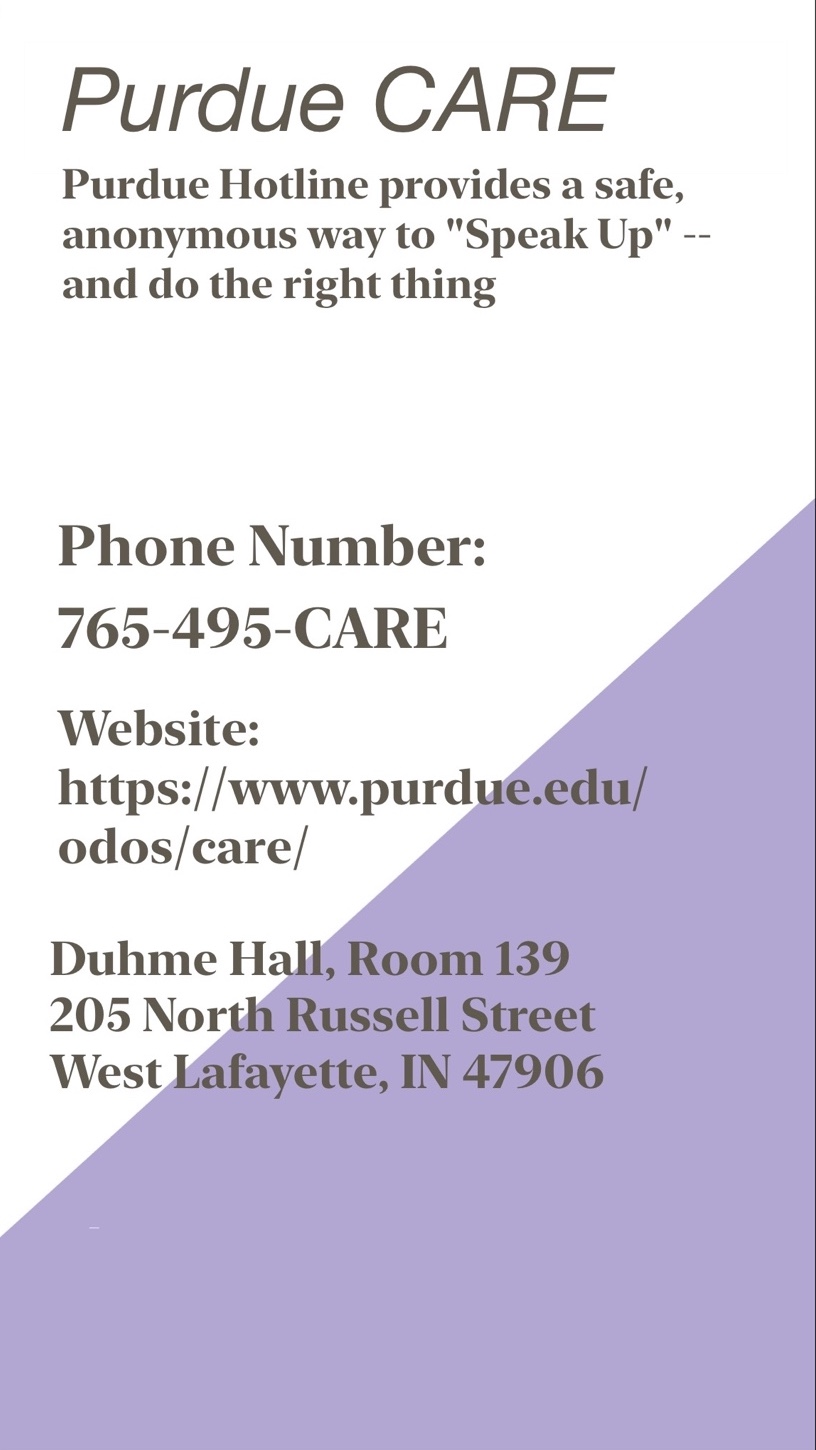 Purdue CARE
Purdue Hotline provides a safe,
anonymous way to "Speak Up" --
and do the right thing
Phone Number:
765-495-CARE
Website:
https://www.purdue.edu/
odos/care/
Duhme Hall, Room 139
205 North Russell Street
West Lafayette, IN 47906